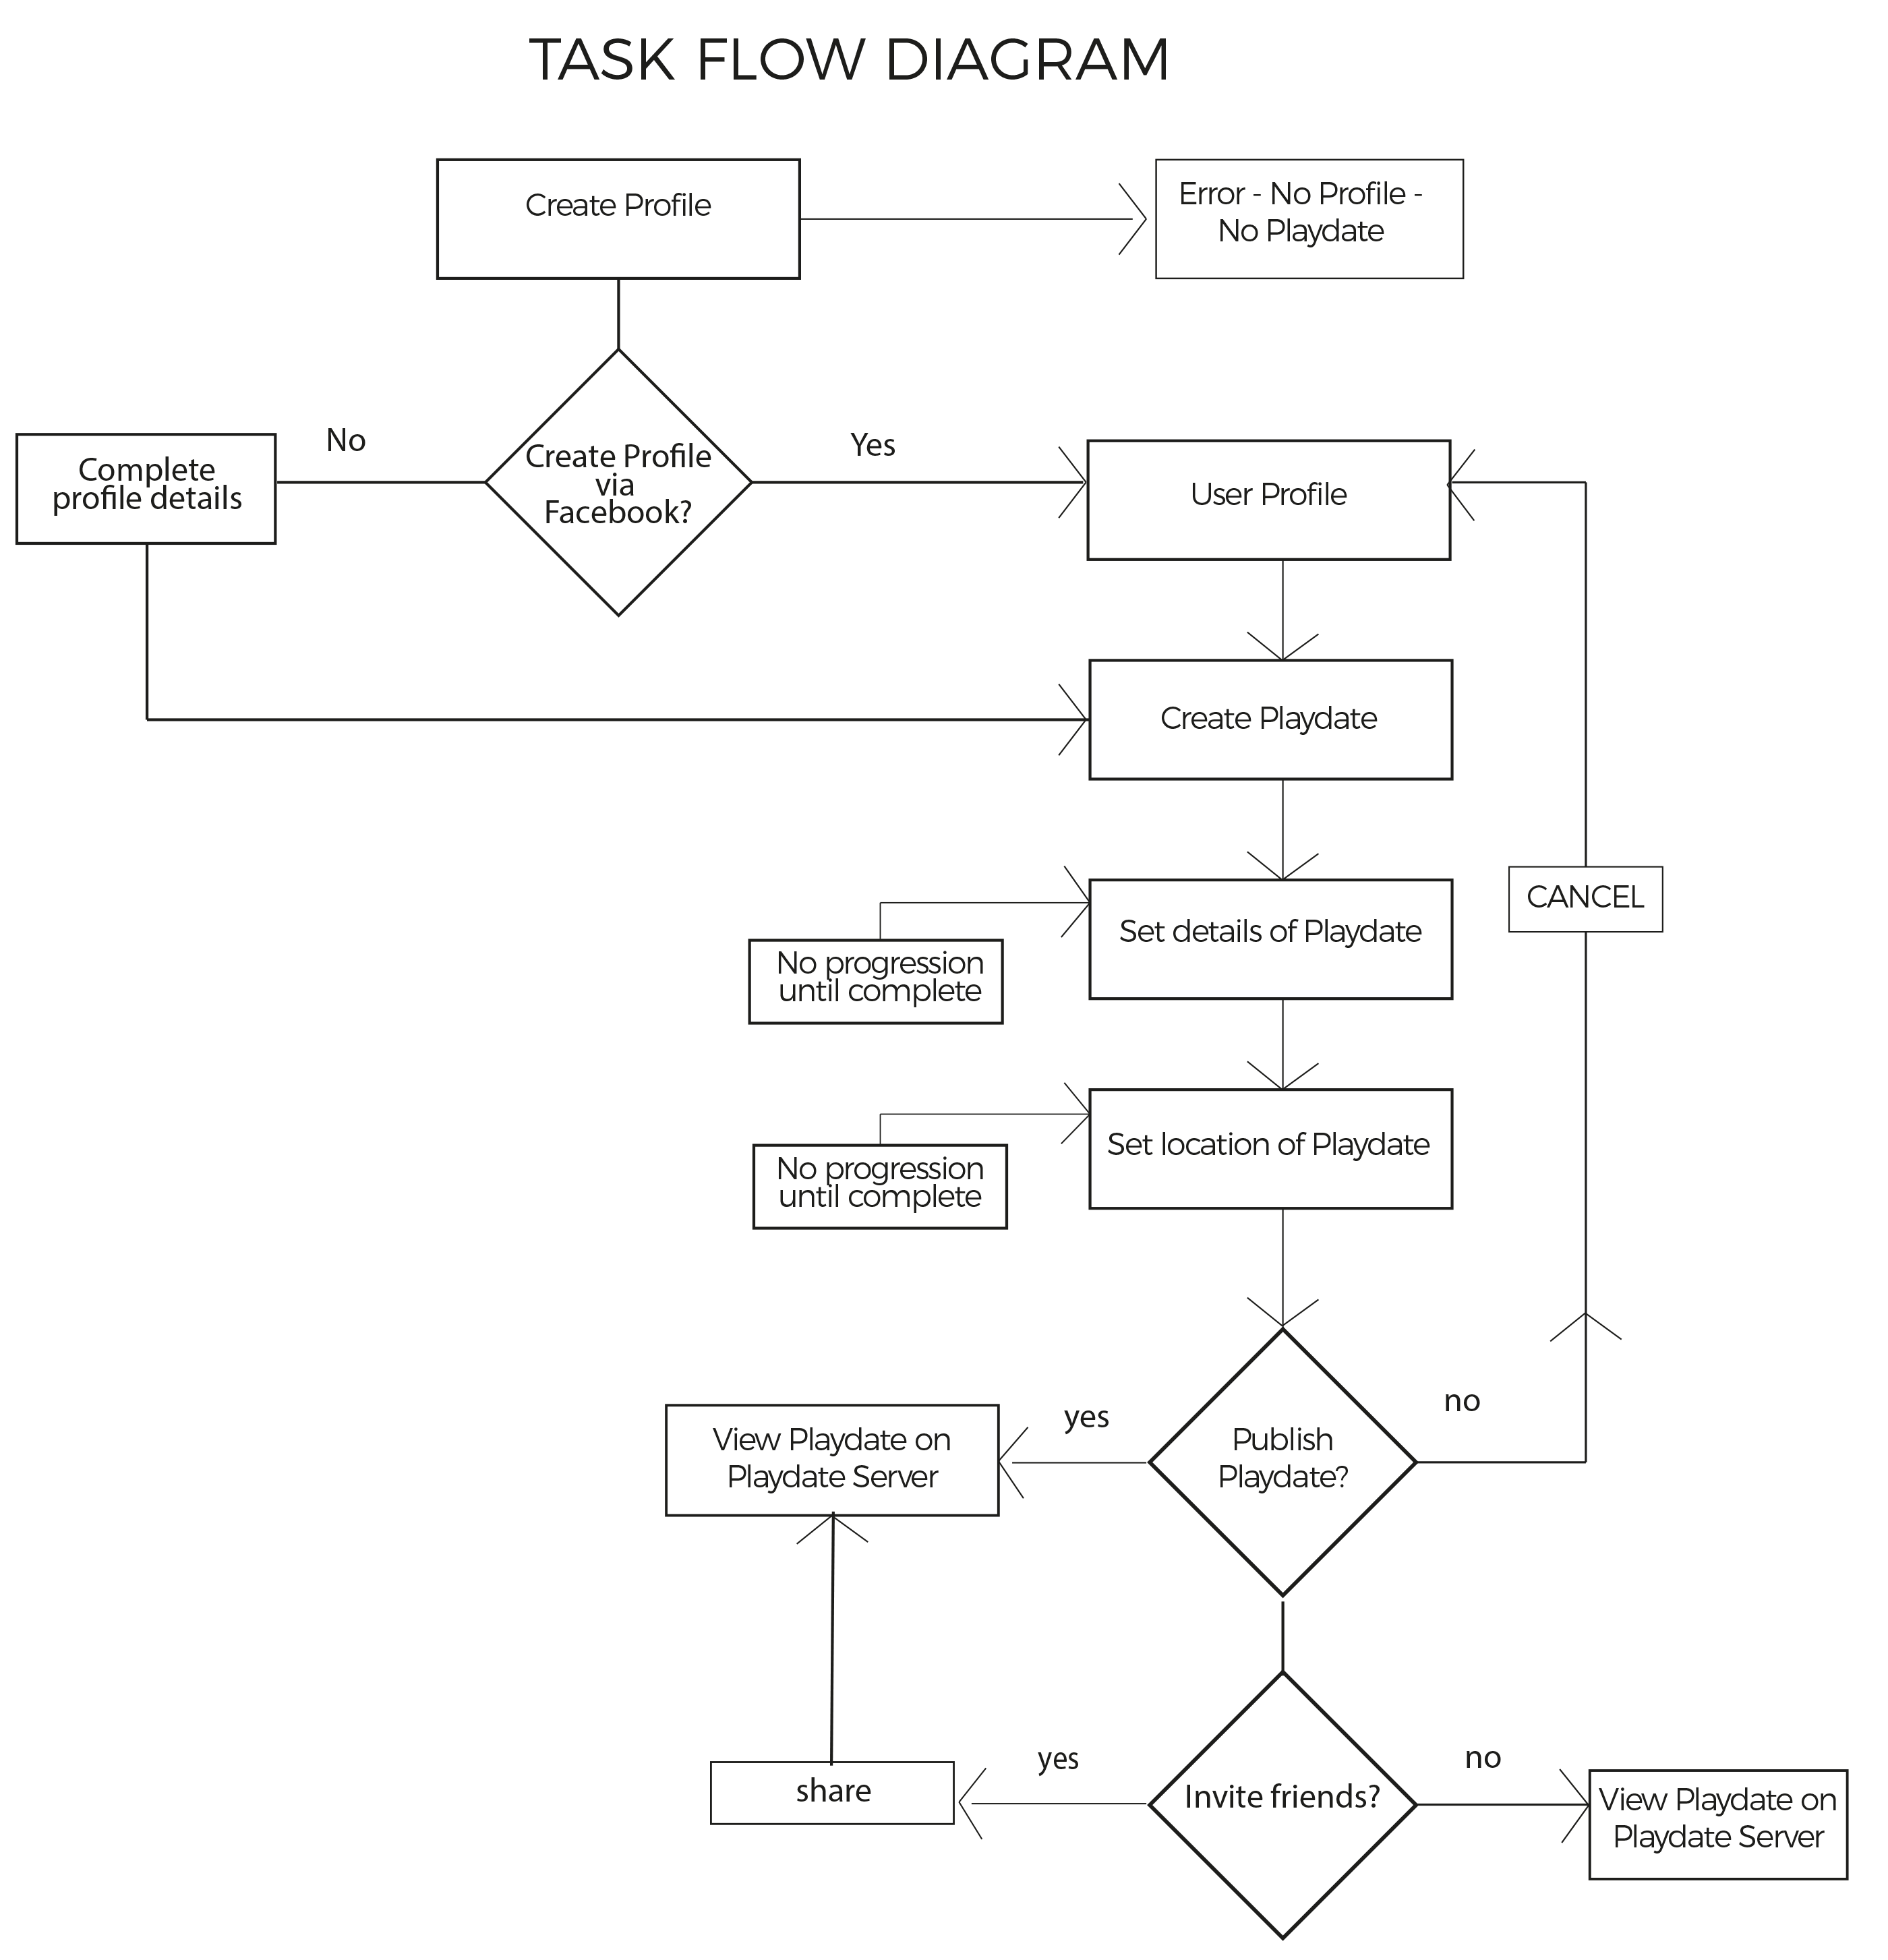 TASK FLOW DIAGRAM
Create Profile
Error - No Profile -
No Playdate
No
Yes
Complete
profile details
Create Profile
via
Facebook?
User Profile
Create Playdate
CANCEL
Set details of Playdate
No progression
until complete
Set location of Playdate
No progression
until complete
yes
no
View Playdate on
Playdate Server
Publish
Playdate?
yes
no
share
Invite friends?
View Playdate on
Playdate Server